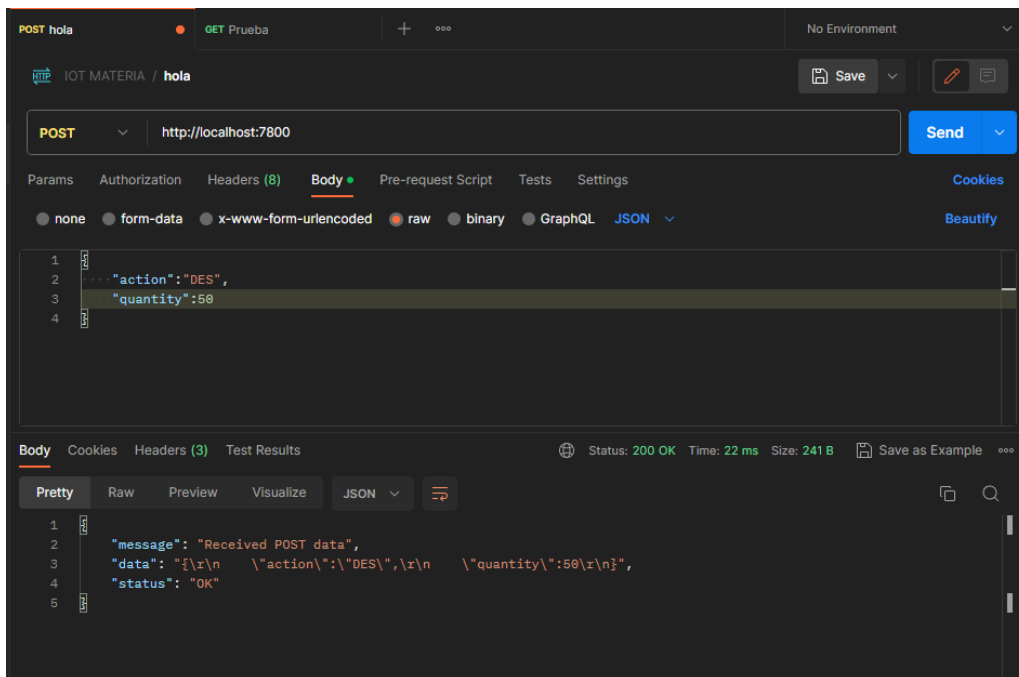 POST hola GET Prueba No Environment
HTTP IOT MATERIA / hola Save
POST http://localhost:7800 Send
Params Authorization Headers (8) Body Pre-request Script Tests Settings Cookies
none form-data x-www-form-urlencoded raw binary GraphQL JSON Beautify
1 {
2 ····"action":"DES",
3 ····"quantity":50
4 }
Body Cookies Headers (3) Test Results Status: 200 OK Time: 22 ms Size: 241 B Save as Example
Pretty Raw Preview Visualize JSON
1 {
2 "message": "Received POST data",
3 "data": "{\r\n    \"action\":\"DES\",\r\n    \"quantity\":50\r\n}",
4 "status": "OK"
5 }